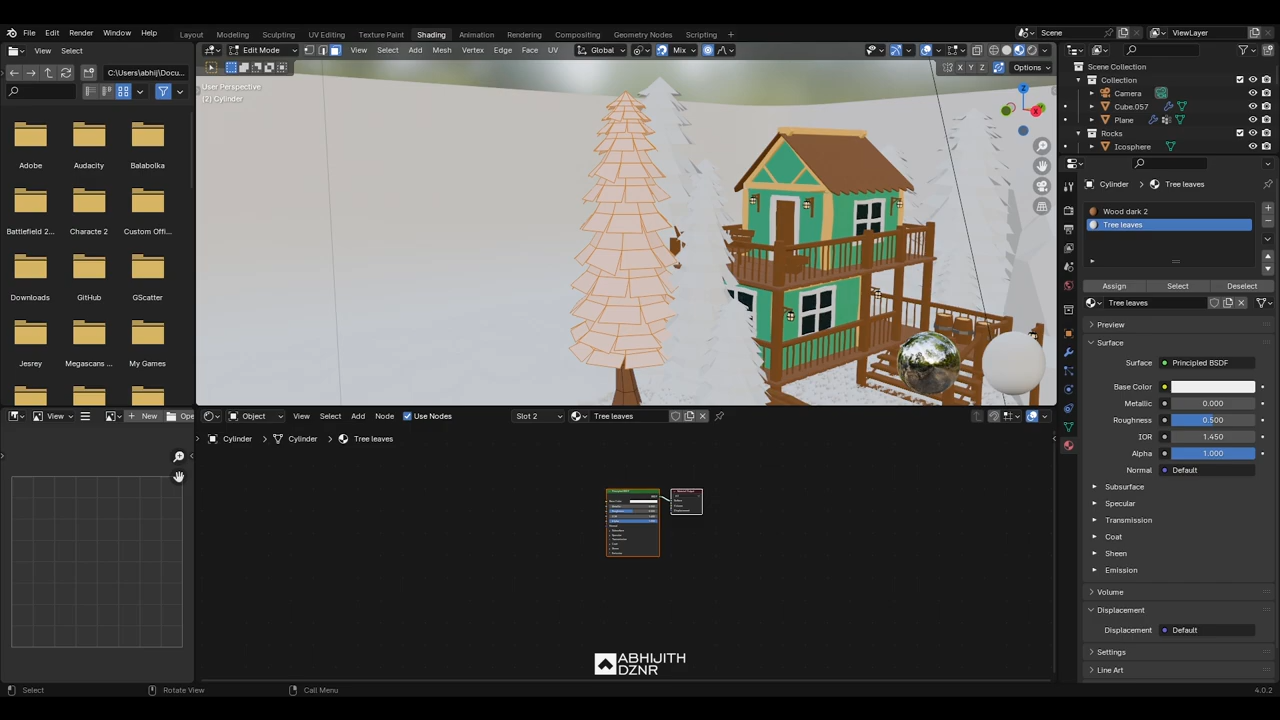 File Edit Render Window Help Layout Modeling Sculpting UV Editing Texture Paint Shading Animation Rendering Compositing Geometry Nodes Scripting Scene ViewLayer
View Select Edit Mode View Select Add Mesh Vertex Edge Face UV Global Mix
C:\Users\abhij\Docu... Options
User Perspective
(2) Cylinder
Adobe Audacity Balabolka
Battlefield 2... Characte 2 Custom Offi...
Downloads GitHub GScatter
Jesrey Megascans ... My Games
X Y Z
Scene Collection
Collection
Camera
Cube.057
Plane
Rocks
Icosphere
Cylinder Tree leaves
Wood dark 2
Tree leaves
Assign Select Deselect
Tree leaves
Preview
Surface
Surface Principled BSDF
Base Color
Metallic 0.000
Roughness 0.500
IOR 1.450
Alpha 1.000
Normal Default
Subsurface
Specular
Transmission
Coat
Sheen
Emission
Volume
Displacement
Displacement Default
Settings
Line Art
View New Ope Object View Select Add Node Use Nodes Slot 2 Tree leaves
Cylinder Cylinder Tree leaves
ABHIJITH
DZNR
Select Rotate View Call Menu 4.0.2